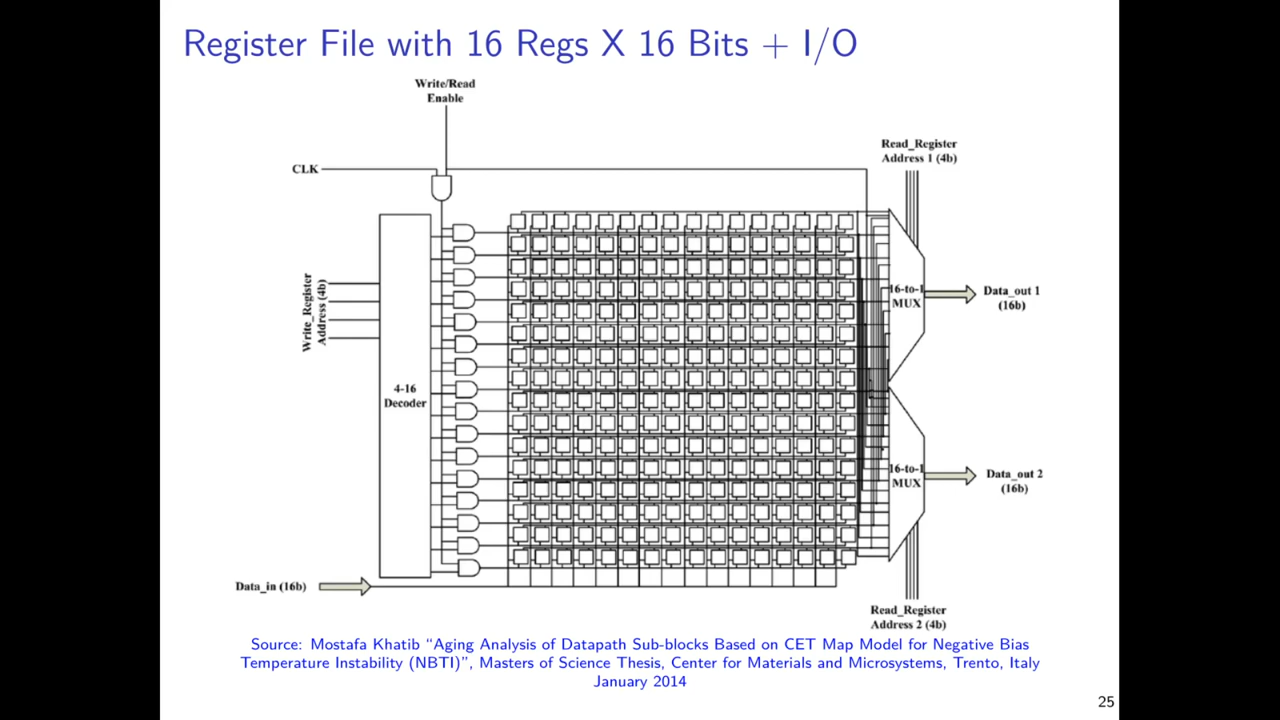 Register File with 16 Regs X 16 Bits + I/O
Write/Read
Enable
Read_Register
Address 1 (4b)
CLK
Write_Register
Address (4b)
16-to-1
MUX
Data_out 1
(16b)
4-16
Decoder
16-to-1
MUX
Data_out 2
(16b)
Data_in (16b)
Read_Register
Address 2 (4b)
Source: Mostafa Khatib “Aging Analysis of Datapath Sub-blocks Based on CET Map Model for Negative Bias
Temperature Instability (NBTI)”, Masters of Science Thesis, Center for Materials and Microsystems, Trento, Italy
January 2014
25